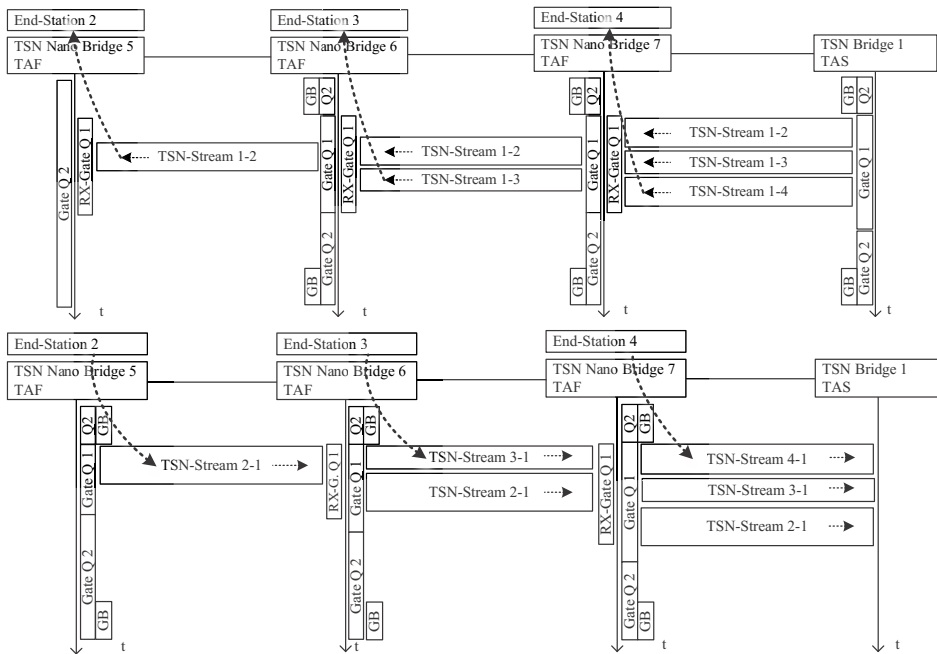 End-Station 2
End-Station 3
End-Station 4
TSN Nano Bridge 5
TAF
TSN Nano Bridge 6
TAF
TSN Nano Bridge 7
TAF
TSN Bridge 1
TAS
Gate Q 2
RX-Gate Q 1
TSN-Stream 1-2
GB
Q2
Gate Q 1
RX-Gate Q 1
TSN-Stream 1-2
TSN-Stream 1-3
Gate Q 2
GB
GB
Q2
Gate Q 1
RX-Gate Q 1
TSN-Stream 1-2
TSN-Stream 1-3
TSN-Stream 1-4
Gate Q 2
GB
GB
Q2
Gate Q 1
Gate Q 2
GB
t
t
t
t
End-Station 2
End-Station 3
End-Station 4
TSN Nano Bridge 5
TAF
TSN Nano Bridge 6
TAF
TSN Nano Bridge 7
TAF
TSN Bridge 1
TAS
Q2
GB
Gate Q 1
TSN-Stream 2-1
Gate Q 2
GB
RX-G. Q 1
Q2
GB
Gate Q 1
TSN-Stream 3-1
TSN-Stream 2-1
Gate Q 2
GB
RX-Gate Q 1
Q2
GB
Gate Q 1
TSN-Stream 4-1
TSN-Stream 3-1
TSN-Stream 2-1
Gate Q 2
GB
t
t
t
t